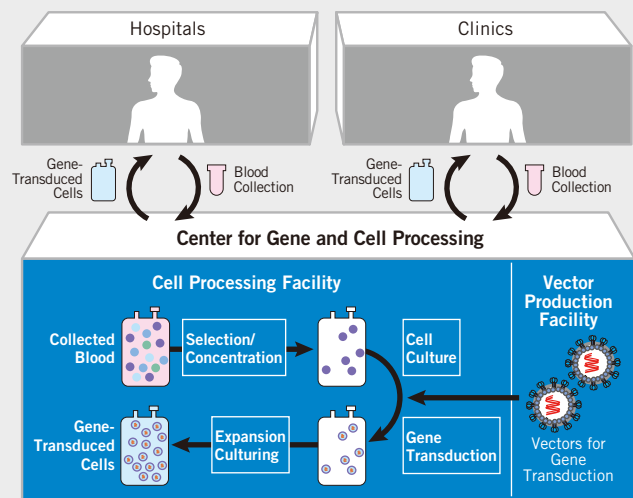 Hospitals
Clinics
Gene-
Transduced
Cells
Blood
Collection
Gene-
Transduced
Cells
Blood
Collection
Center for Gene and Cell Processing
Cell Processing Facility
Vector
Production
Facility
Collected
Blood
Selection/
Concentration
Cell
Culture
Gene-
Transduced
Cells
Expansion
Culturing
Gene
Transduction
Vectors for
Gene
Transduction